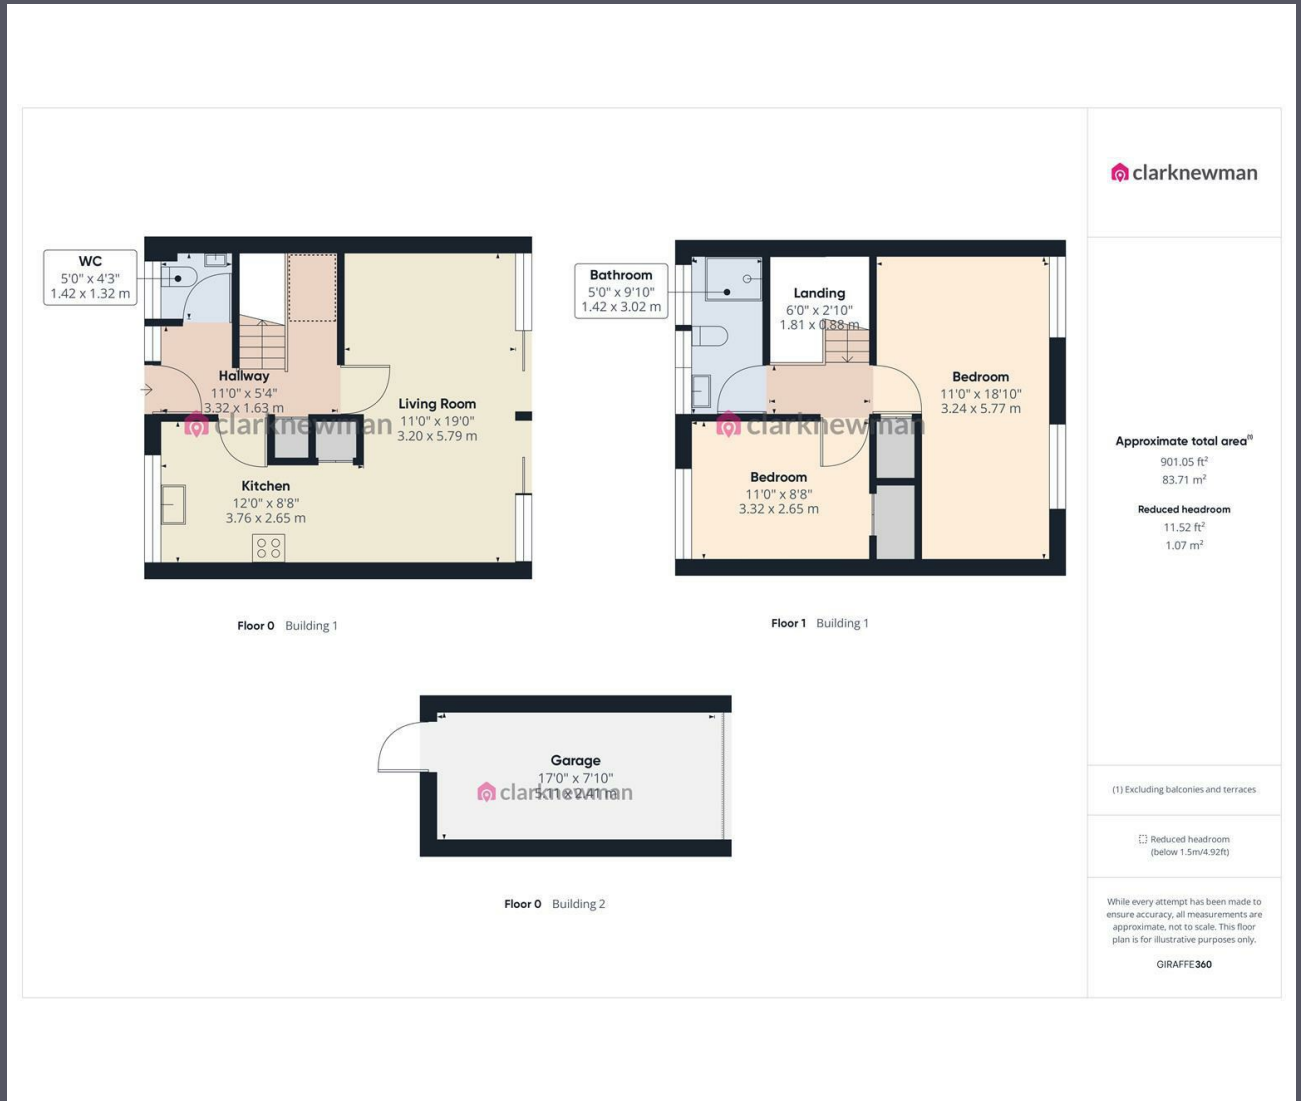 clarknewman
WC
5'0" x 4'3"
1.42 x 1.32 m
Hallway
11'0" x 5'4"
3.32 x 1.63 m
Living Room
11'0" x 19'0"
3.20 x 5.79 m
clarknewman
Kitchen
12'0" x 8'8"
3.76 x 2.65 m
Floor 0 Building 1
Bathroom
5'0" x 9'10"
1.42 x 3.02 m
Landing
6'0" x 2'10"
1.81 x 0.88 m
Bedroom
11'0" x 18'10"
3.24 x 5.77 m
clarknewman
Bedroom
11'0" x 8'8"
3.32 x 2.65 m
Floor 1 Building 1
Garage
17'0" x 7'10"
5.11 x 2.41 m
clarknewman
Floor 0 Building 2
Approximate total area(1)
901.05 ft²
83.71 m²
Reduced headroom
11.52 ft²
1.07 m²
(1) Excluding balconies and terraces
Reduced headroom
(below 1.5m/4.92ft)
While every attempt has been made to
ensure accuracy, all measurements are
approximate, not to scale. This floor
plan is for illustrative purposes only.
GIRAFFE360